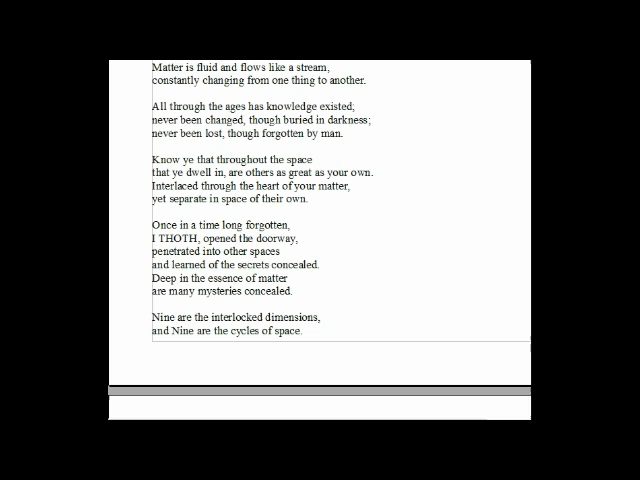 Matter is fluid and flows like a stream,
constantly changing from one thing to another.
All through the ages has knowledge existed;
never been changed, though buried in darkness;
never been lost, though forgotten by man.
Know ye that throughout the space
that ye dwell in, are others as great as your own.
Interlaced through the heart of your matter,
yet separate in space of their own.
Once in a time long forgotten,
I THOTH, opened the doorway,
penetrated into other spaces
and learned of the secrets concealed.
Deep in the essence of matter
are many mysteries concealed.
Nine are the interlocked dimensions,
and Nine are the cycles of space.